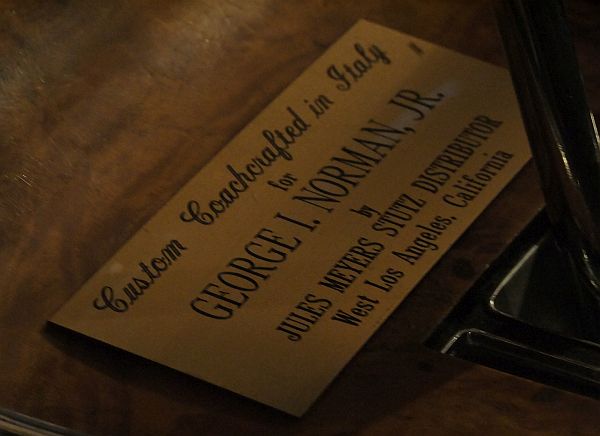 Custom Coachcrafted in Italy
for
GEORGE I. NORMAN, JR.
by
JULES MEYERS STUTZ DISTRIBUTOR
West Los Angeles, California